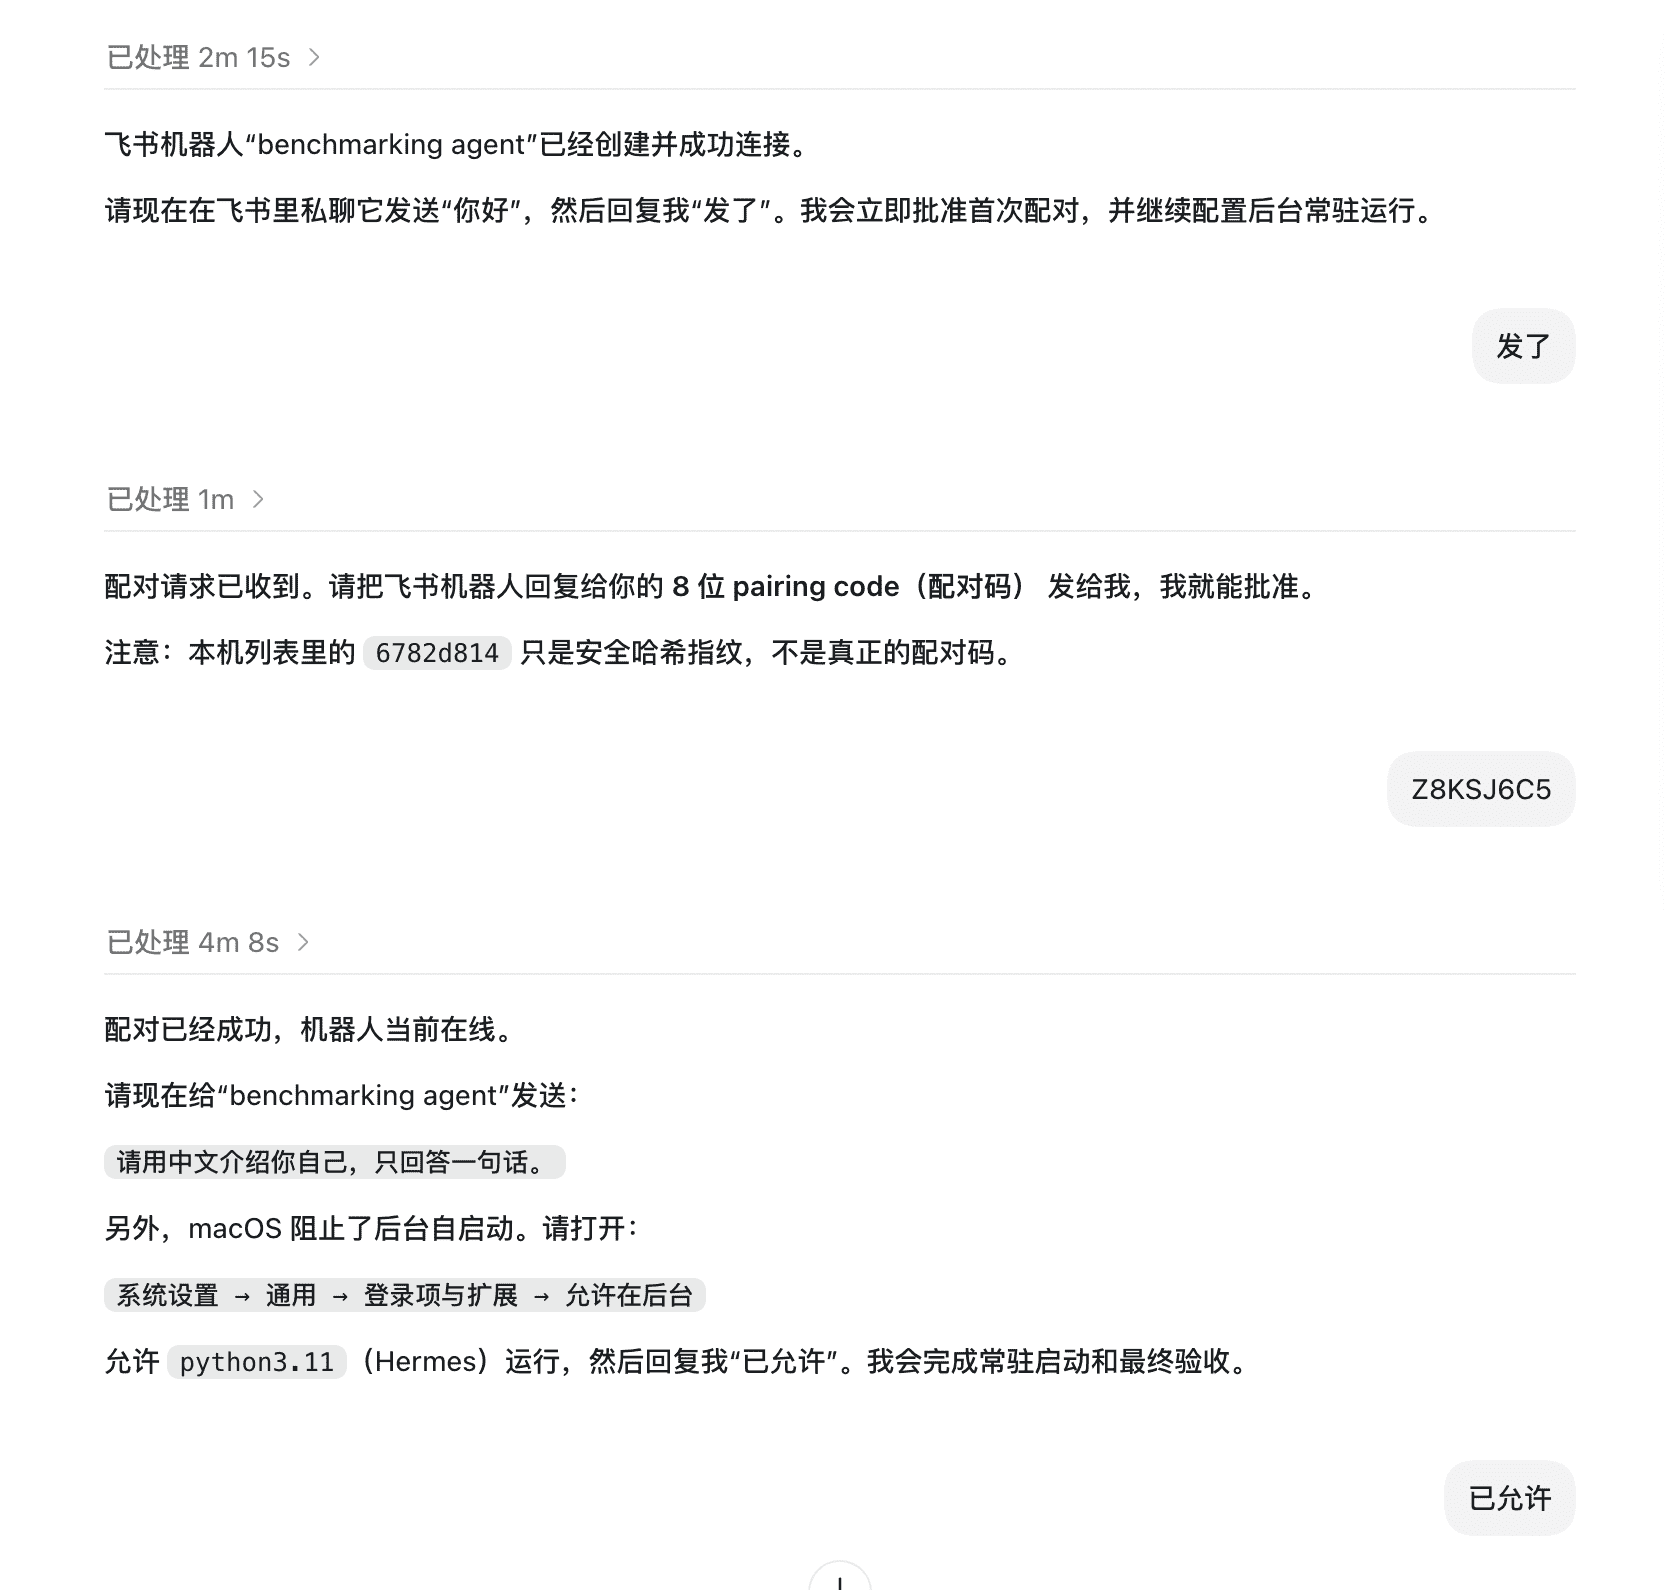 已处理 2m 15s
飞书机器人“benchmarking agent”已经创建并成功连接。
请现在在飞书里私聊它发送“你好”，然后回复我“发了”。我会立即批准首次配对，并继续配置后台常驻运行。
发了
已处理 1m
配对请求已收到。请把飞书机器人回复给你的 8 位 pairing code（配对码） 发给我，我就能批准。
注意：本机列表里的 6782d814 只是安全哈希指纹，不是真正的配对码。
Z8KSJ6C5
已处理 4m 8s
配对已经成功，机器人当前在线。
请现在给“benchmarking agent”发送：
请用中文介绍你自己，只回答一句话。
另外，macOS 阻止了后台自启动。请打开：
系统设置 → 通用 → 登录项与扩展 → 允许在后台
允许 python3.11（Hermes）运行，然后回复我“已允许”。我会完成常驻启动和最终验收。
已允许